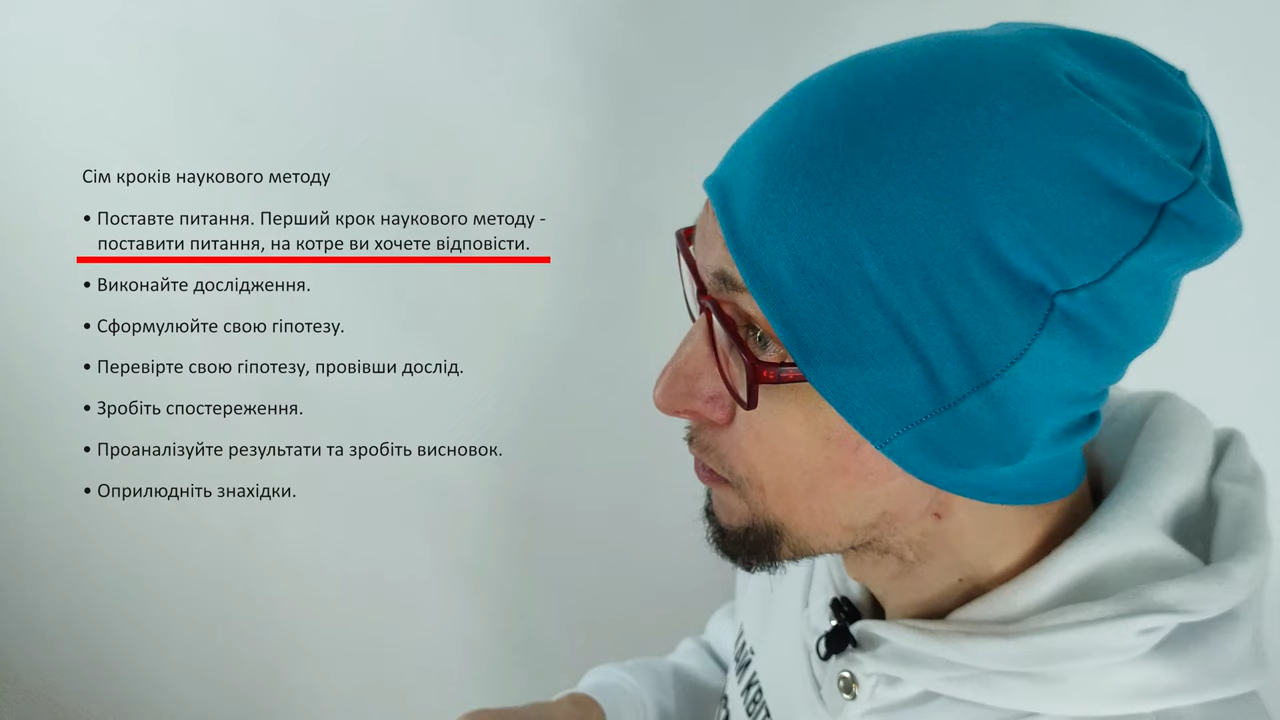 Сім кроків наукового методу
• Поставте питання. Перший крок наукового методу -
поставити питання, на котре ви хочете відповісти.
• Виконайте дослідження.
• Сформулюйте свою гіпотезу.
• Перевірте свою гіпотезу, провівши дослід.
• Зробіть спостереження.
• Проаналізуйте результати та зробіть висновок.
• Оприлюдніть знахідки.